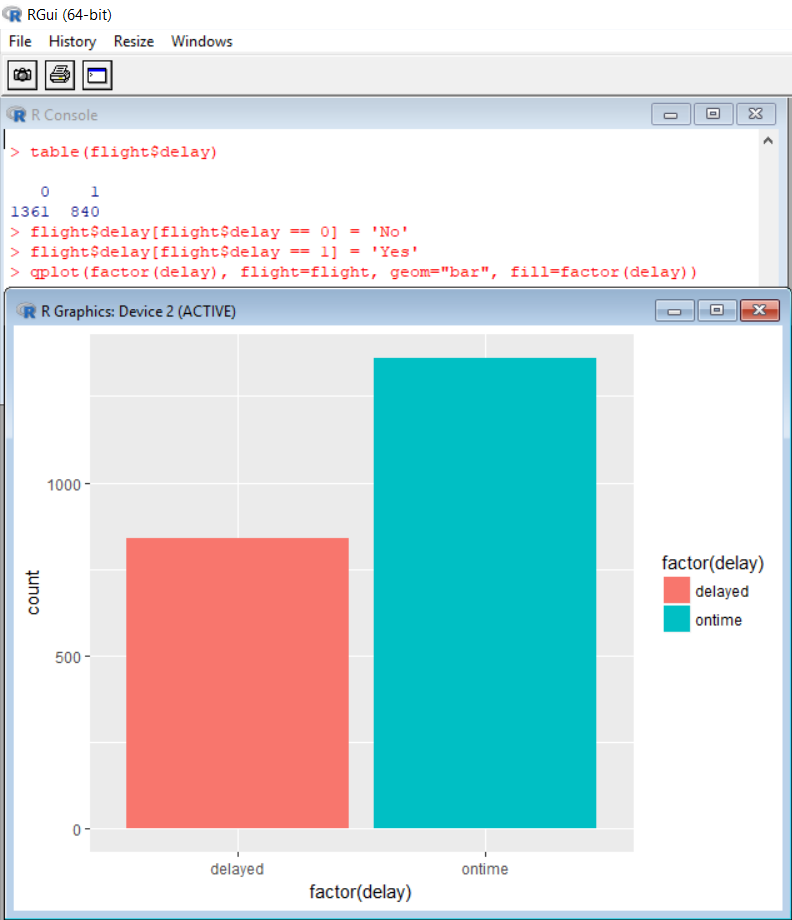 RGui (64-bit)
File History Resize Windows
R Console
> table(flight$delay)
0 1
1361 840
> flight$delay[flight$delay == 0] = 'No'
> flight$delay[flight$delay == 1] = 'Yes'
> qplot(factor(delay), flight=flight, geom="bar", fill=factor(delay))
R Graphics: Device 2 (ACTIVE)
1000
500
0
count
delayed ontime
factor(delay)
factor(delay)
delayed
ontime